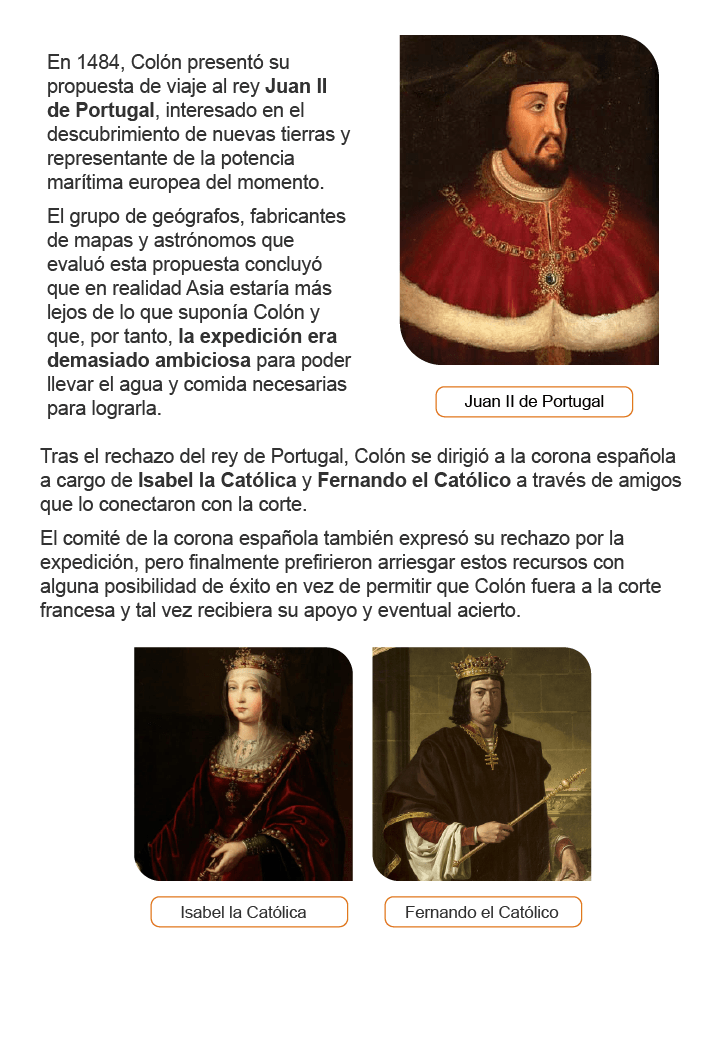 En 1484, Colón presentó su
propuesta de viaje al rey Juan II
de Portugal, interesado en el
descubrimiento de nuevas tierras y
representante de la potencia
marítima europea del momento.
El grupo de geógrafos, fabricantes
de mapas y astrónomos que
evaluó esta propuesta concluyó
que en realidad Asia estaría más
lejos de lo que suponía Colón y
que, por tanto, la expedición era
demasiado ambiciosa para poder
llevar el agua y comida necesarias
para lograrla.
Juan II de Portugal
Tras el rechazo del rey de Portugal, Colón se dirigió a la corona española
a cargo de Isabel la Católica y Fernando el Católico a través de amigos
que lo conectaron con la corte.
El comité de la corona española también expresó su rechazo por la
expedición, pero finalmente prefirieron arriesgar estos recursos con
alguna posibilidad de éxito en vez de permitir que Colón fuera a la corte
francesa y tal vez recibiera su apoyo y eventual acierto.
Isabel la Católica
Fernando el Católico